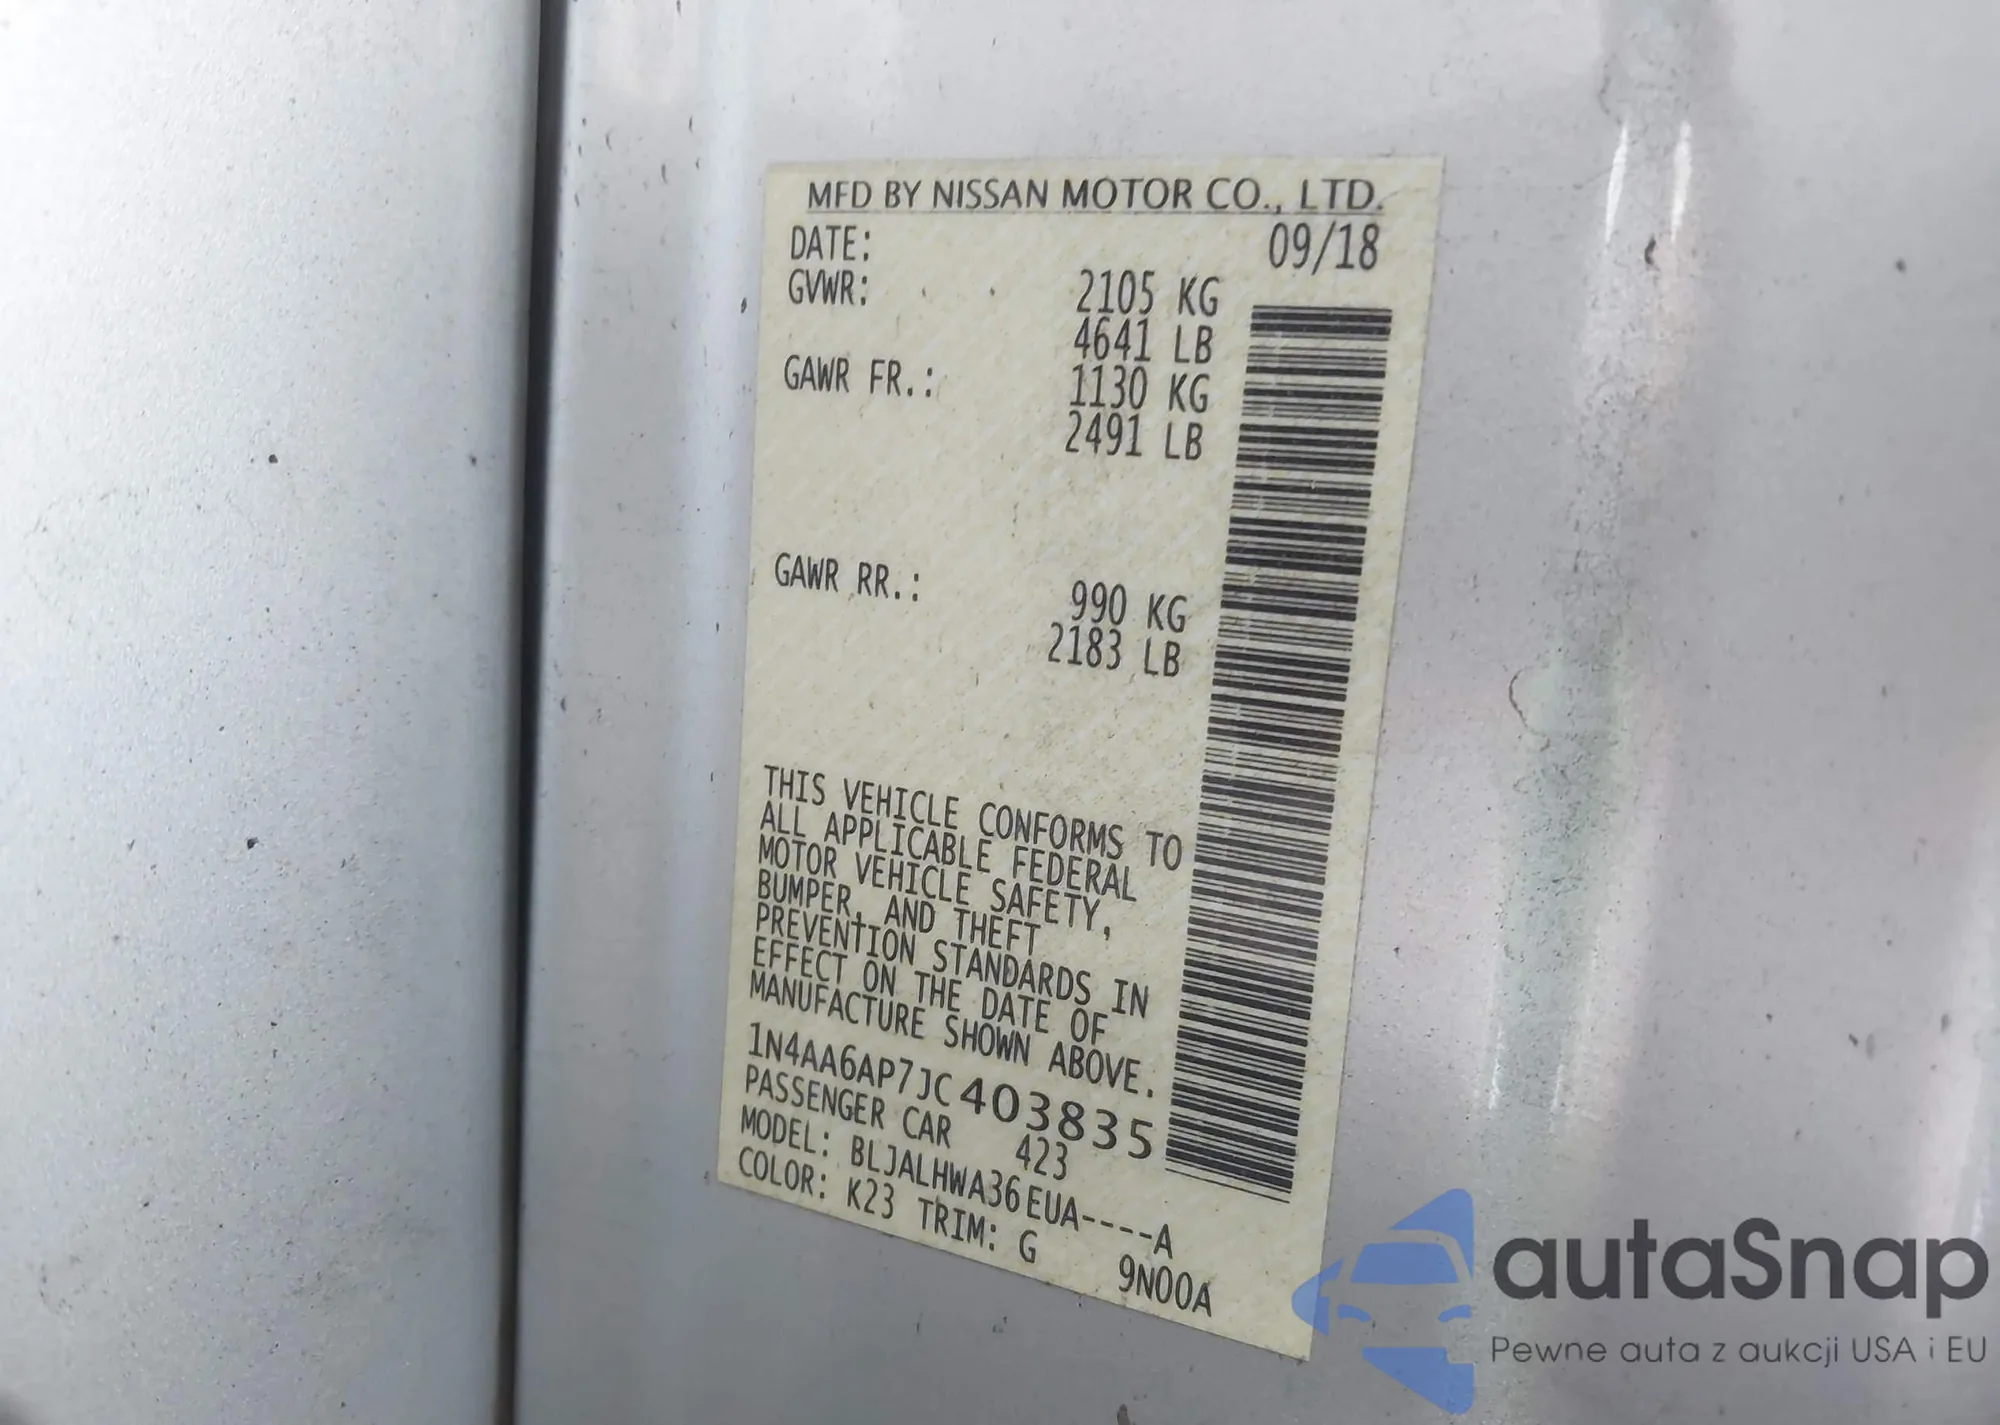 MFD BY NISSAN MOTOR CO., LTD.
DATE: 09/18
GVWR: 2105 KG
4641 LB
GAWR FR.: 1130 KG
2491 LB
GAWR RR.: 990 KG
2183 LB
THIS VEHICLE CONFORMS TO
ALL APPLICABLE FEDERAL
MOTOR VEHICLE SAFETY,
BUMPER, AND THEFT
PREVENTION STANDARDS IN
EFFECT ON THE DATE OF
MANUFACTURE SHOWN ABOVE.
1N4AA6AP7JC403835
PASSENGER CAR 423
MODEL: BLJALHWA36EUA----A
COLOR: K23 TRIM: G 9N00A
autaSnap
Pewne auta z aukcji USA i EU